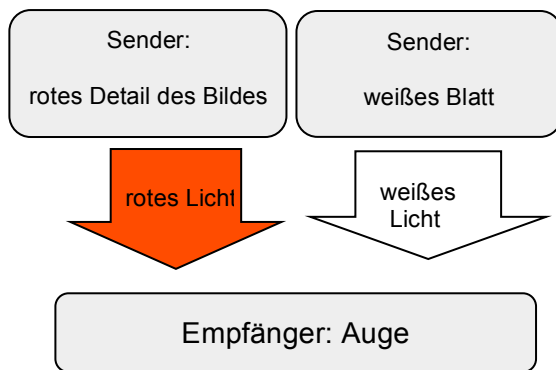 Sender:
rotes Detail des Bildes
Sender:
weißes Blatt
rotes Licht
weißes
Licht
Empfänger: Auge